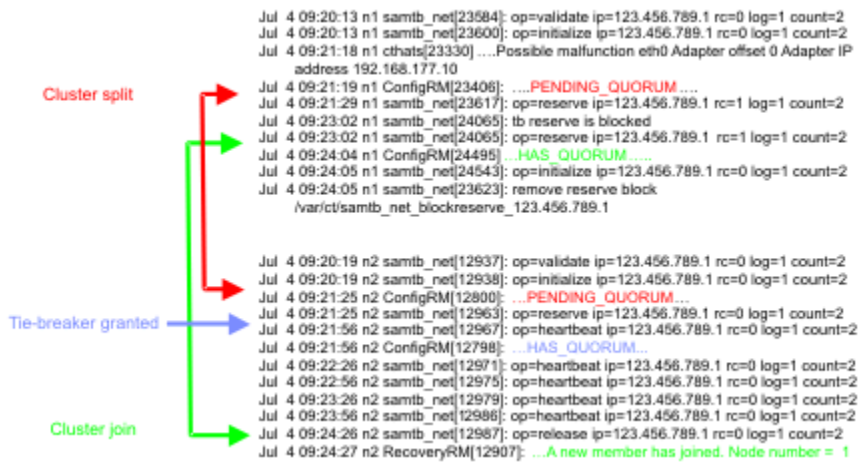 Jul 4 09:20:13 n1 samtb_net[23584]: op=validate ip=123.456.789.1 rc=0 log=1 count=2
Jul 4 09:20:13 n1 samtb_net[23600]: op=initialize ip=123.456.789.1 rc=0 log=1 count=2
Jul 4 09:21:18 n1 cthats[23330] ....Possible malfunction eth0 Adapter offset 0 Adapter IP
address 192.168.177.10
Cluster split
Jul 4 09:21:19 n1 ConfigRM[23406]: ....PENDING_QUORUM ....
Jul 4 09:21:29 n1 samtb_net[23617]: op=reserve ip=123.456.789.1 rc=1 log=1 count=2
Jul 4 09:23:02 n1 samtb_net[24065]: tb reserve is blocked
Jul 4 09:23:02 n1 samtb_net[24065]: op=reserve ip=123.456.789.1 rc=1 log=1 count=2
Jul 4 09:24:04 n1 ConfigRM[24495] ...HAS_QUORUM .....
Jul 4 09:24:05 n1 samtb_net[24543]: op=initialize ip=123.456.789.1 rc=0 log=1 count=2
Jul 4 09:24:05 n1 samtb_net[23623]: remove reserve block
/var/ct/samtb_net_blockreserve_123.456.789.1
Jul 4 09:20:19 n2 samtb_net[12937]: op=validate ip=123.456.789.1 rc=0 log=1 count=2
Jul 4 09:20:19 n2 samtb_net[12938]: op=initialize ip=123.456.789.1 rc=0 log=1 count=2
Jul 4 09:21:25 n2 ConfigRM[12800]: ...PENDING_QUORUM...
Jul 4 09:21:25 n2 samtb_net[12963]: op=reserve ip=123.456.789.1 rc=0 log=1 count=2
Tie-breaker granted
Jul 4 09:21:56 n2 samtb_net[12967]: op=heartbeat ip=123.456.789.1 rc=0 log=1 count=2
Jul 4 09:21:56 n2 ConfigRM[12798]: ...HAS_QUORUM...
Jul 4 09:22:26 n2 samtb_net[12971]: op=heartbeat ip=123.456.789.1 rc=0 log=1 count=2
Jul 4 09:22:56 n2 samtb_net[12975]: op=heartbeat ip=123.456.789.1 rc=0 log=1 count=2
Jul 4 09:23:26 n2 samtb_net[12979]: op=heartbeat ip=123.456.789.1 rc=0 log=1 count=2
Jul 4 09:23:56 n2 samtb_net[12986]: op=heartbeat ip=123.456.789.1 rc=0 log=1 count=2
Cluster join
Jul 4 09:24:26 n2 samtb_net[12987]: op=release ip=123.456.789.1 rc=0 log=1 count=2
Jul 4 09:24:27 n2 RecoveryRM[12907]: ...A new member has joined. Node number = 1